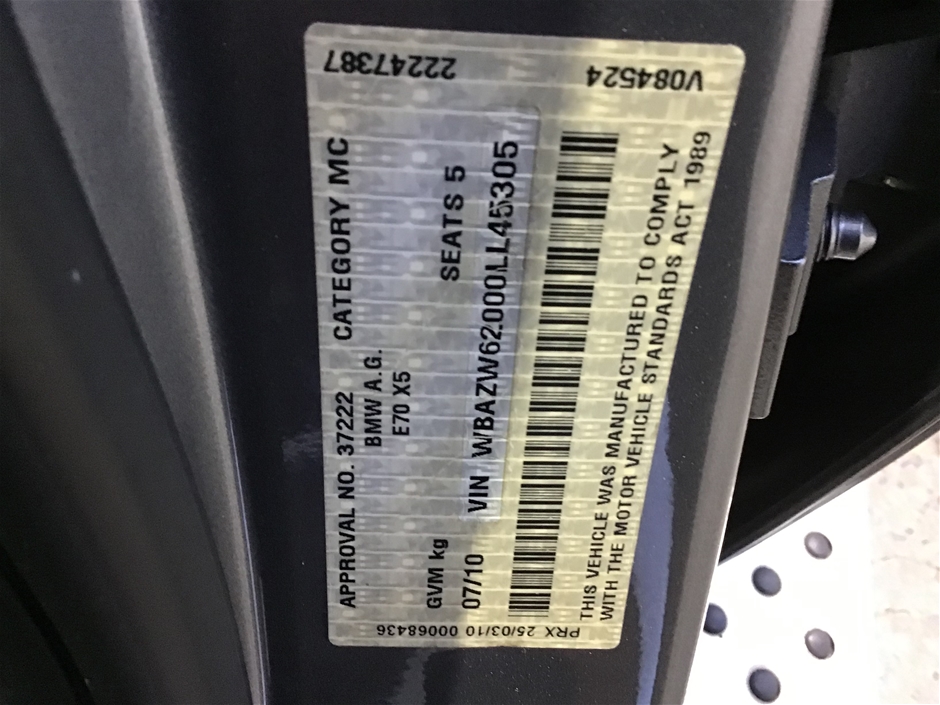 APPROVAL NO. 37222 CATEGORY MC
BMW A.G.
E70 X5
GVM kg SEATS 5
07/10 VIN WBAZW62000LL45305
THIS VEHICLE WAS MANUFACTURED TO COMPLY
WITH THE MOTOR VEHICLE STANDARDS ACT 1989
22247387
V084524
PRX 25/03/10 00068436